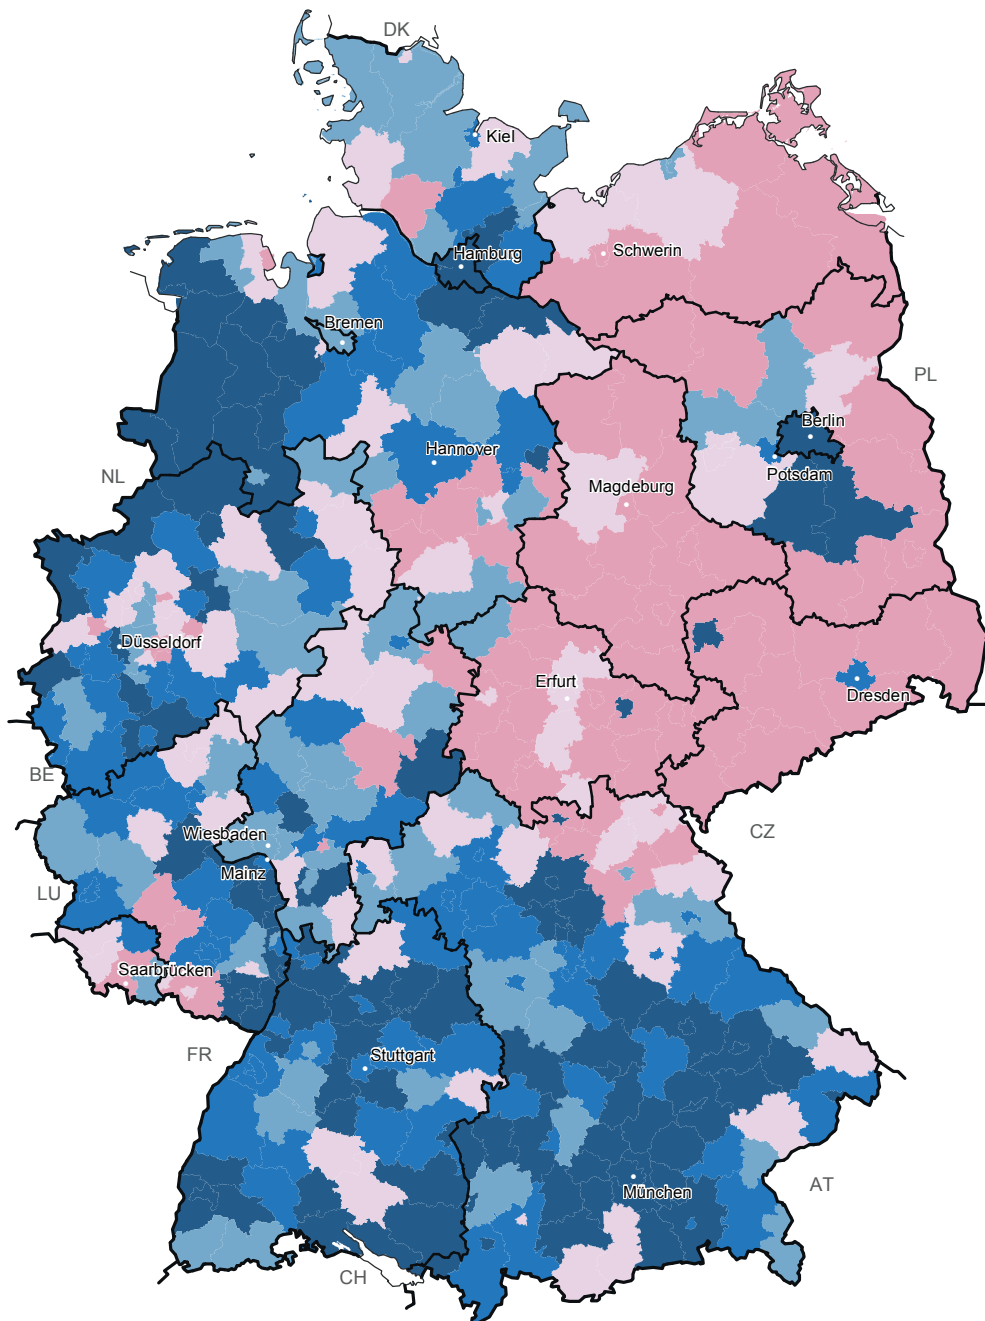 DK
Kiel
Schwerin
Hamburg
Bremen
PL
Berlin
Hannover
NL
Potsdam
Magdeburg
Düsseldorf
Erfurt
Dresden
BE
CZ
Wiesbaden
Mainz
LU
Saarbrücken
FR
Stuttgart
AT
München
CH